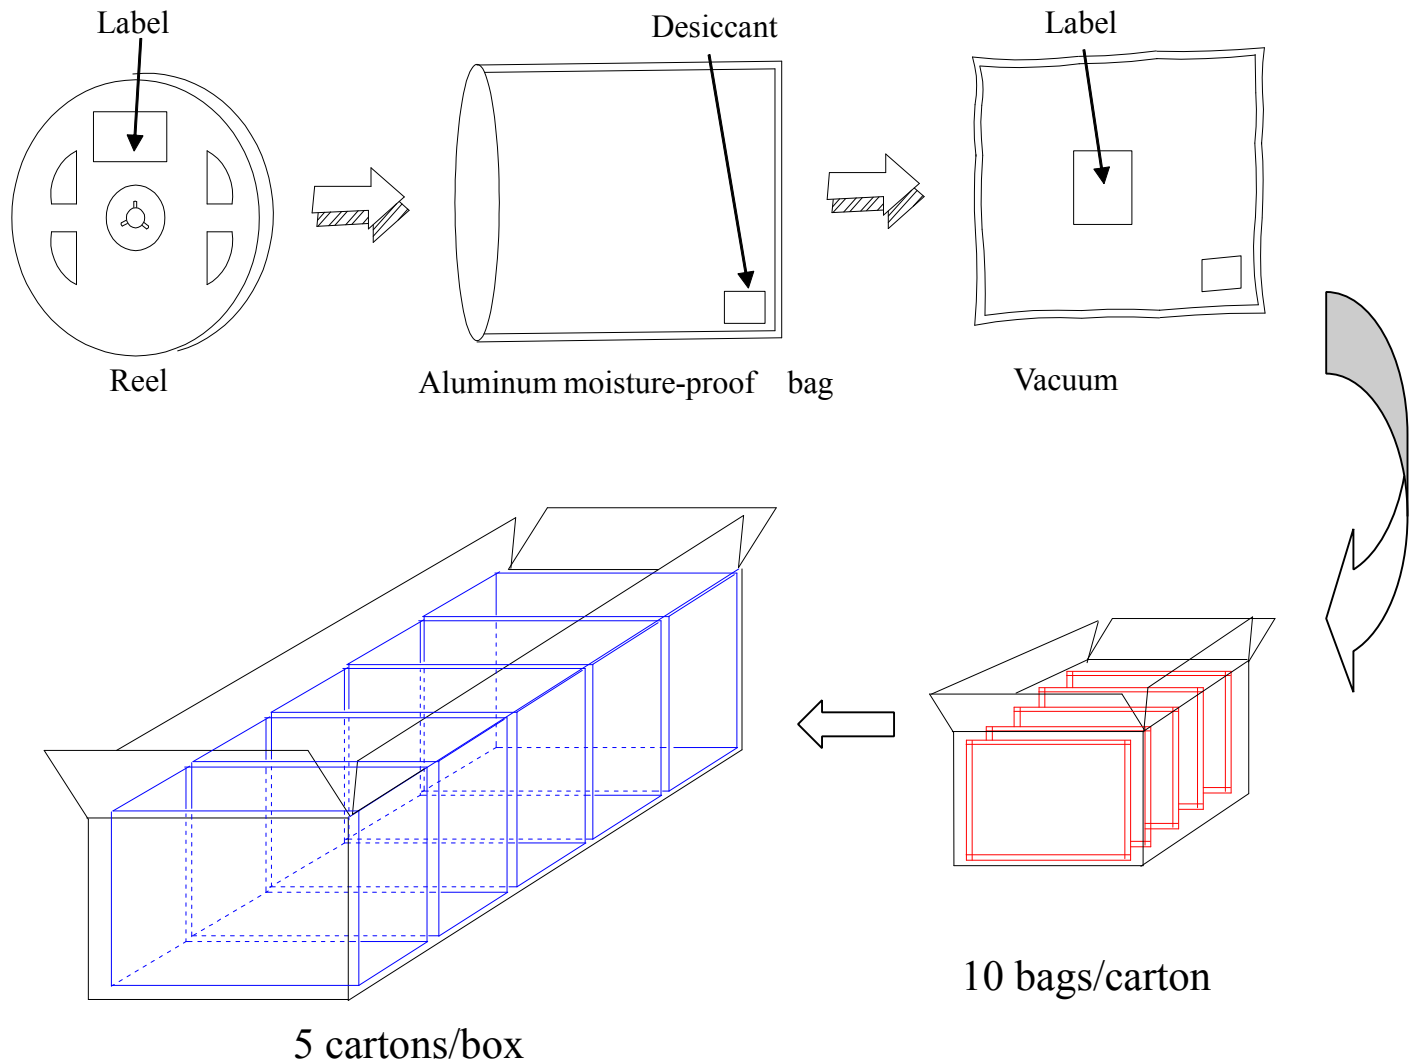 Label
Desiccant
Label
Reel
Aluminum moisture-proof bag
Vacuum
10 bags/carton
5 cartons/box